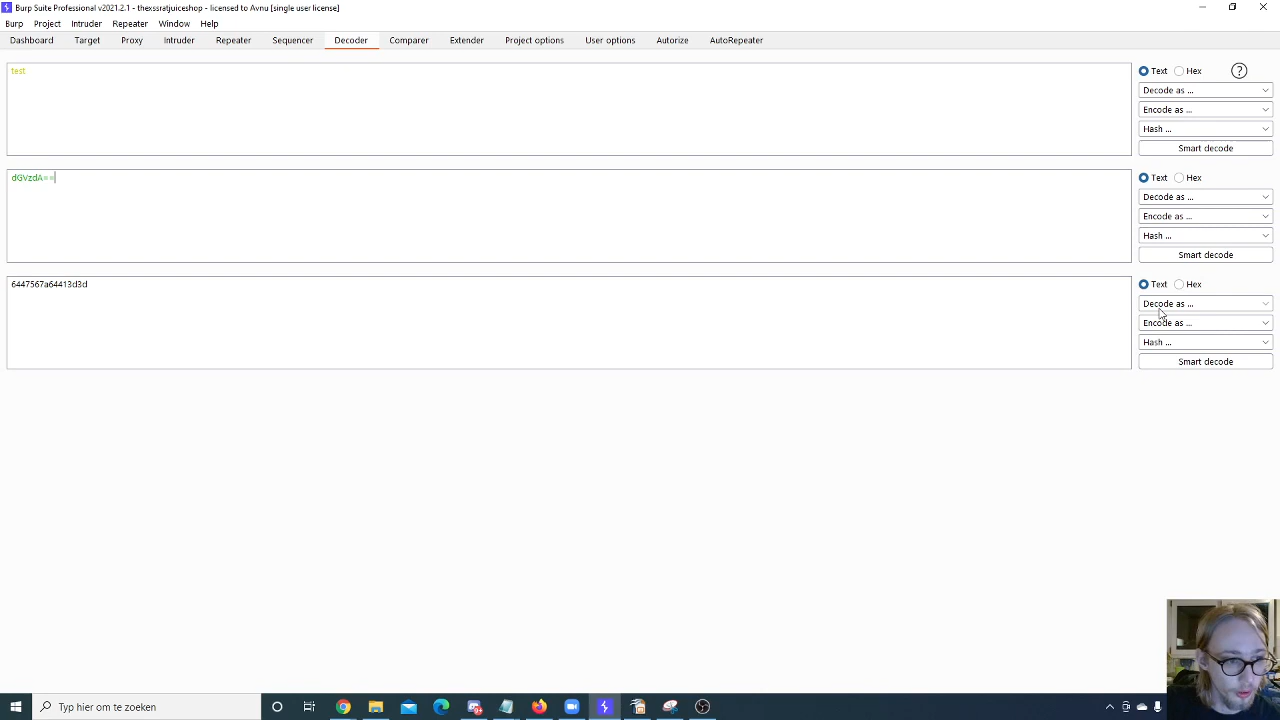 Burp Suite Professional v2021.2.1 - thexssratjuiceshop - licensed to Avnu [single user license]
Burp Project Intruder Repeater Window Help
Dashboard Target Proxy Intruder Repeater Sequencer Decoder Comparer Extender Project options User options Autorize AutoRepeater
test
Text Hex ?
Decode as ...
Encode as ...
Hash ...
Smart decode
dGVzdA==
Text Hex
Decode as ...
Encode as ...
Hash ...
Smart decode
6447567a64413d3d
Text Hex
Decode as ...
Encode as ...
Hash ...
Smart decode
Typ hier om te zoeken